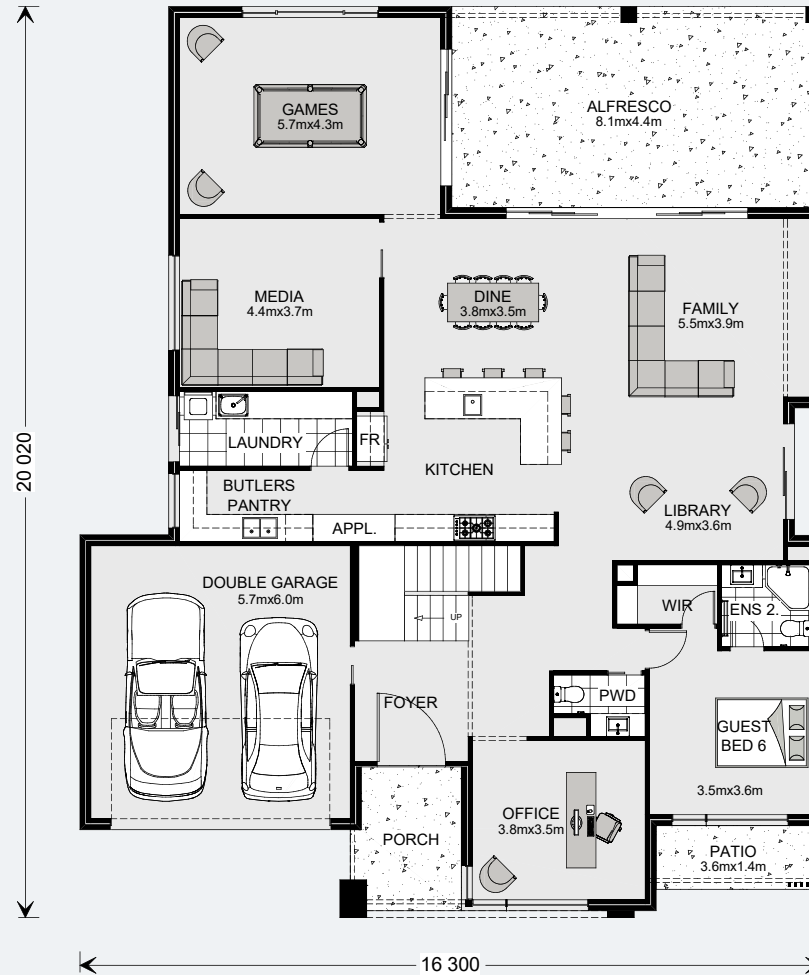 GAMES
5.7mx4.3m
ALFRESCO
8.1mx4.4m
MEDIA
4.4mx3.7m
DINE
3.8mx3.5m
FAMILY
5.5mx3.9m
20 020
LAUNDRY
FR
KITCHEN
BUTLERS
PANTRY
APPL.
LIBRARY
4.9mx3.6m
DOUBLE GARAGE
5.7mx6.0m
UP
WIR
ENS 2.
FOYER
PWD
GUEST
BED 6
3.5mx3.6m
OFFICE
3.8mx3.5m
PORCH
PATIO
3.6mx1.4m
16 300